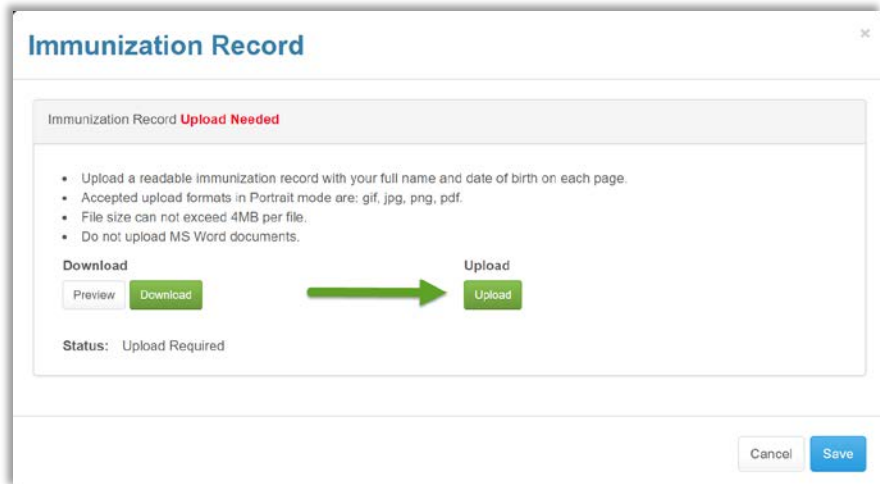 Immunization Record
×
Immunization Record Upload Needed
• Upload a readable immunization record with your full name and date of birth on each page.
• Accepted upload formats in Portrait mode are: gif, jpg, png, pdf.
• File size can not exceed 4MB per file.
• Do not upload MS Word documents.
Download Upload
Preview Download Upload
Status: Upload Required
Cancel Save